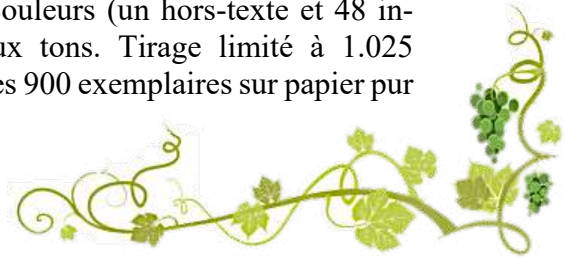 ouleurs (un hors-texte et 48 in-
ux tons. Tirage limité à 1.025
es 900 exemplaires sur papier pur